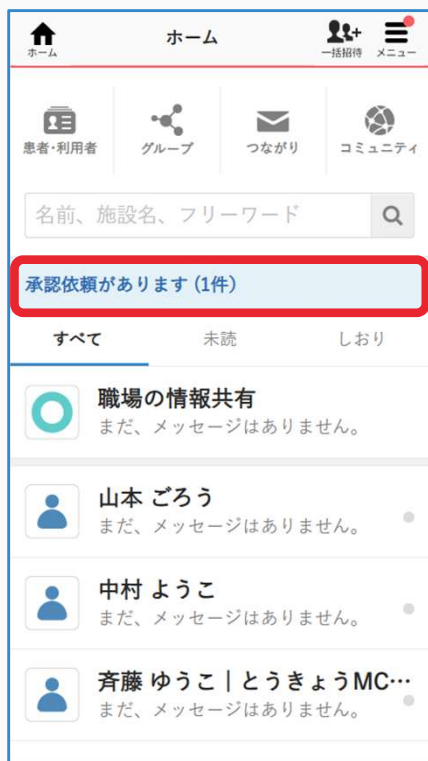 ホーム
ホーム
一括招待
メニュー
患者・利用者
グループ
つながり
コミュニティ
名前、施設名、フリーワード
承認依頼があります (1件)
すべて
未読
しおり
職場の情報共有
まだ、メッセージはありません。
山本 ごろう
まだ、メッセージはありません。
中村 ようこ
まだ、メッセージはありません。
斉藤 ゆうこ | とうきょうMC…
まだ、メッセージはありません。